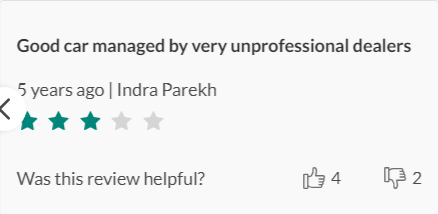 Good car managed by very unprofessional dealers
5 years ago | Indra Parekh
Was this review helpful? 4 2